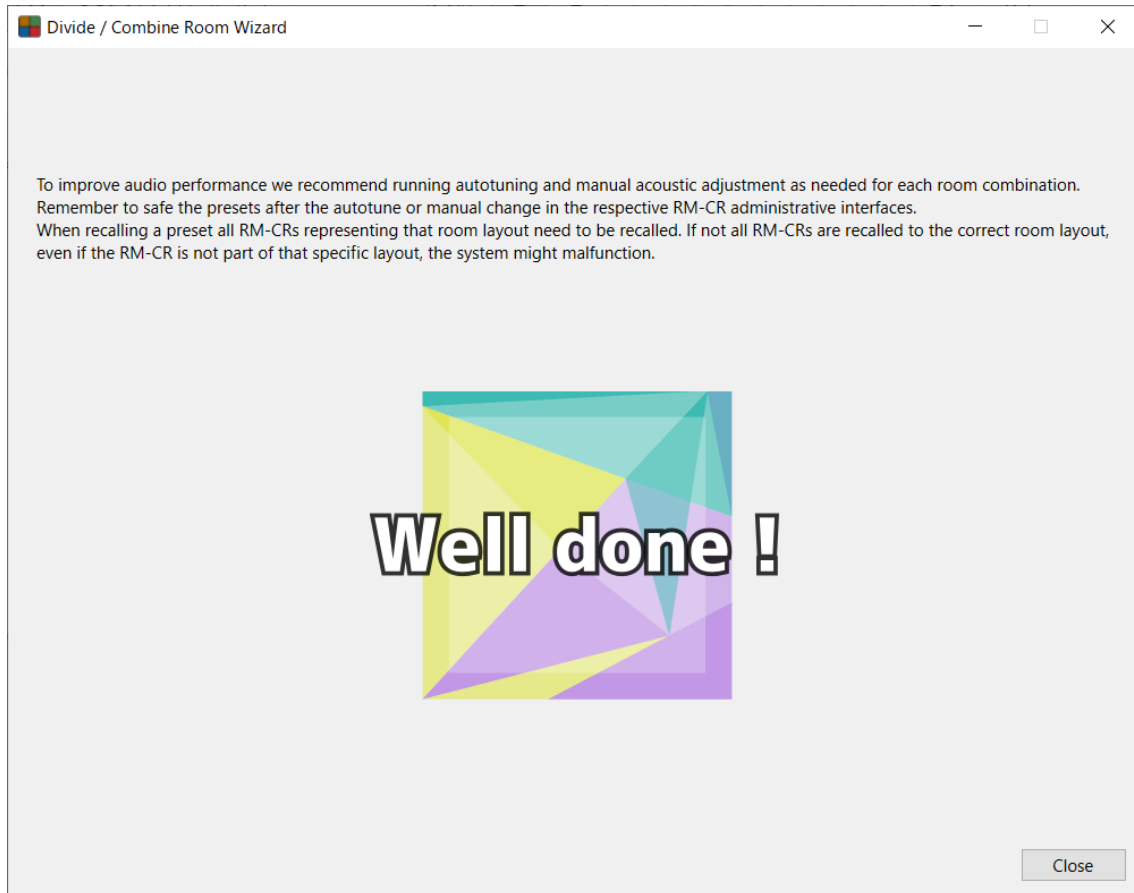 Divide / Combine Room Wizard
To improve audio performance we recommend running autotuning and manual acoustic adjustment as needed for each room combination.
Remember to safe the presets after the autotune or manual change in the respective RM-CR administrative interfaces.
When recalling a preset all RM-CRs representing that room layout need to be recalled. If not all RM-CRs are recalled to the correct room layout,
even if the RM-CR is not part of that specific layout, the system might malfunction.
Well done !
Close